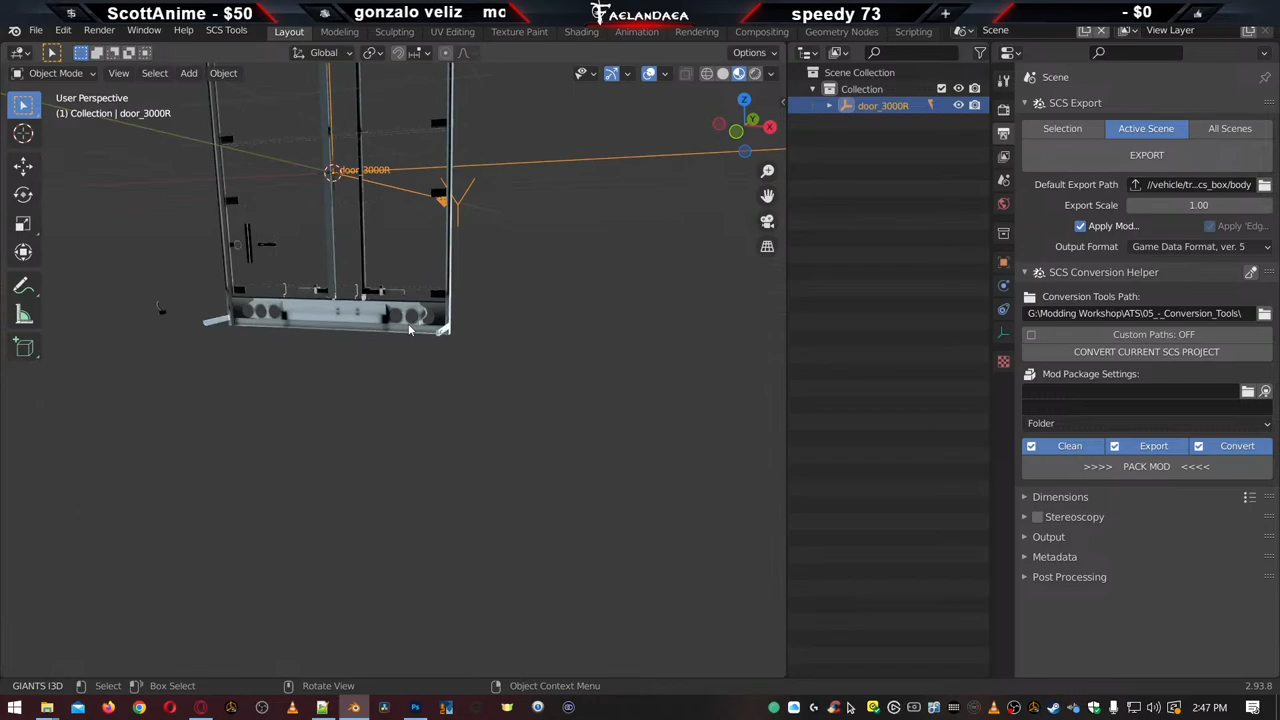 ScottAnime - $50
gonzalo veliz mo
FAELANDAEA
speedy 73
- $0
File Edit Render Window Help SCS Tools
Layout Modeling Sculpting UV Editing Texture Paint Shading Animation Rendering Compositing Geometry Nodes Scripting
Scene
View Layer
Global
Options
Object Mode View Select Add Object
User Perspective
(1) Collection | door_3000R
door_3000R
Z
Y
X
Scene Collection
Collection
door_3000R
Scene
SCS Export
Selection Active Scene All Scenes
EXPORT
Default Export Path //vehicle/tr...cs_box/body
Export Scale 1.00
Apply Mod... Apply 'Edg...
Output Format Game Data Format, ver. 5
SCS Conversion Helper
Conversion Tools Path:
G:\Modding Workshop\ATS\05_-_Conversion_Tools\
Custom Paths: OFF
CONVERT CURRENT SCS PROJECT
Mod Package Settings:
Folder
Clean Export Convert
>>>> PACK MOD <<<<
Dimensions
Stereoscopy
Output
Metadata
Post Processing
GIANTS I3D Select Box Select Rotate View Object Context Menu
2.93.8
2:47 PM